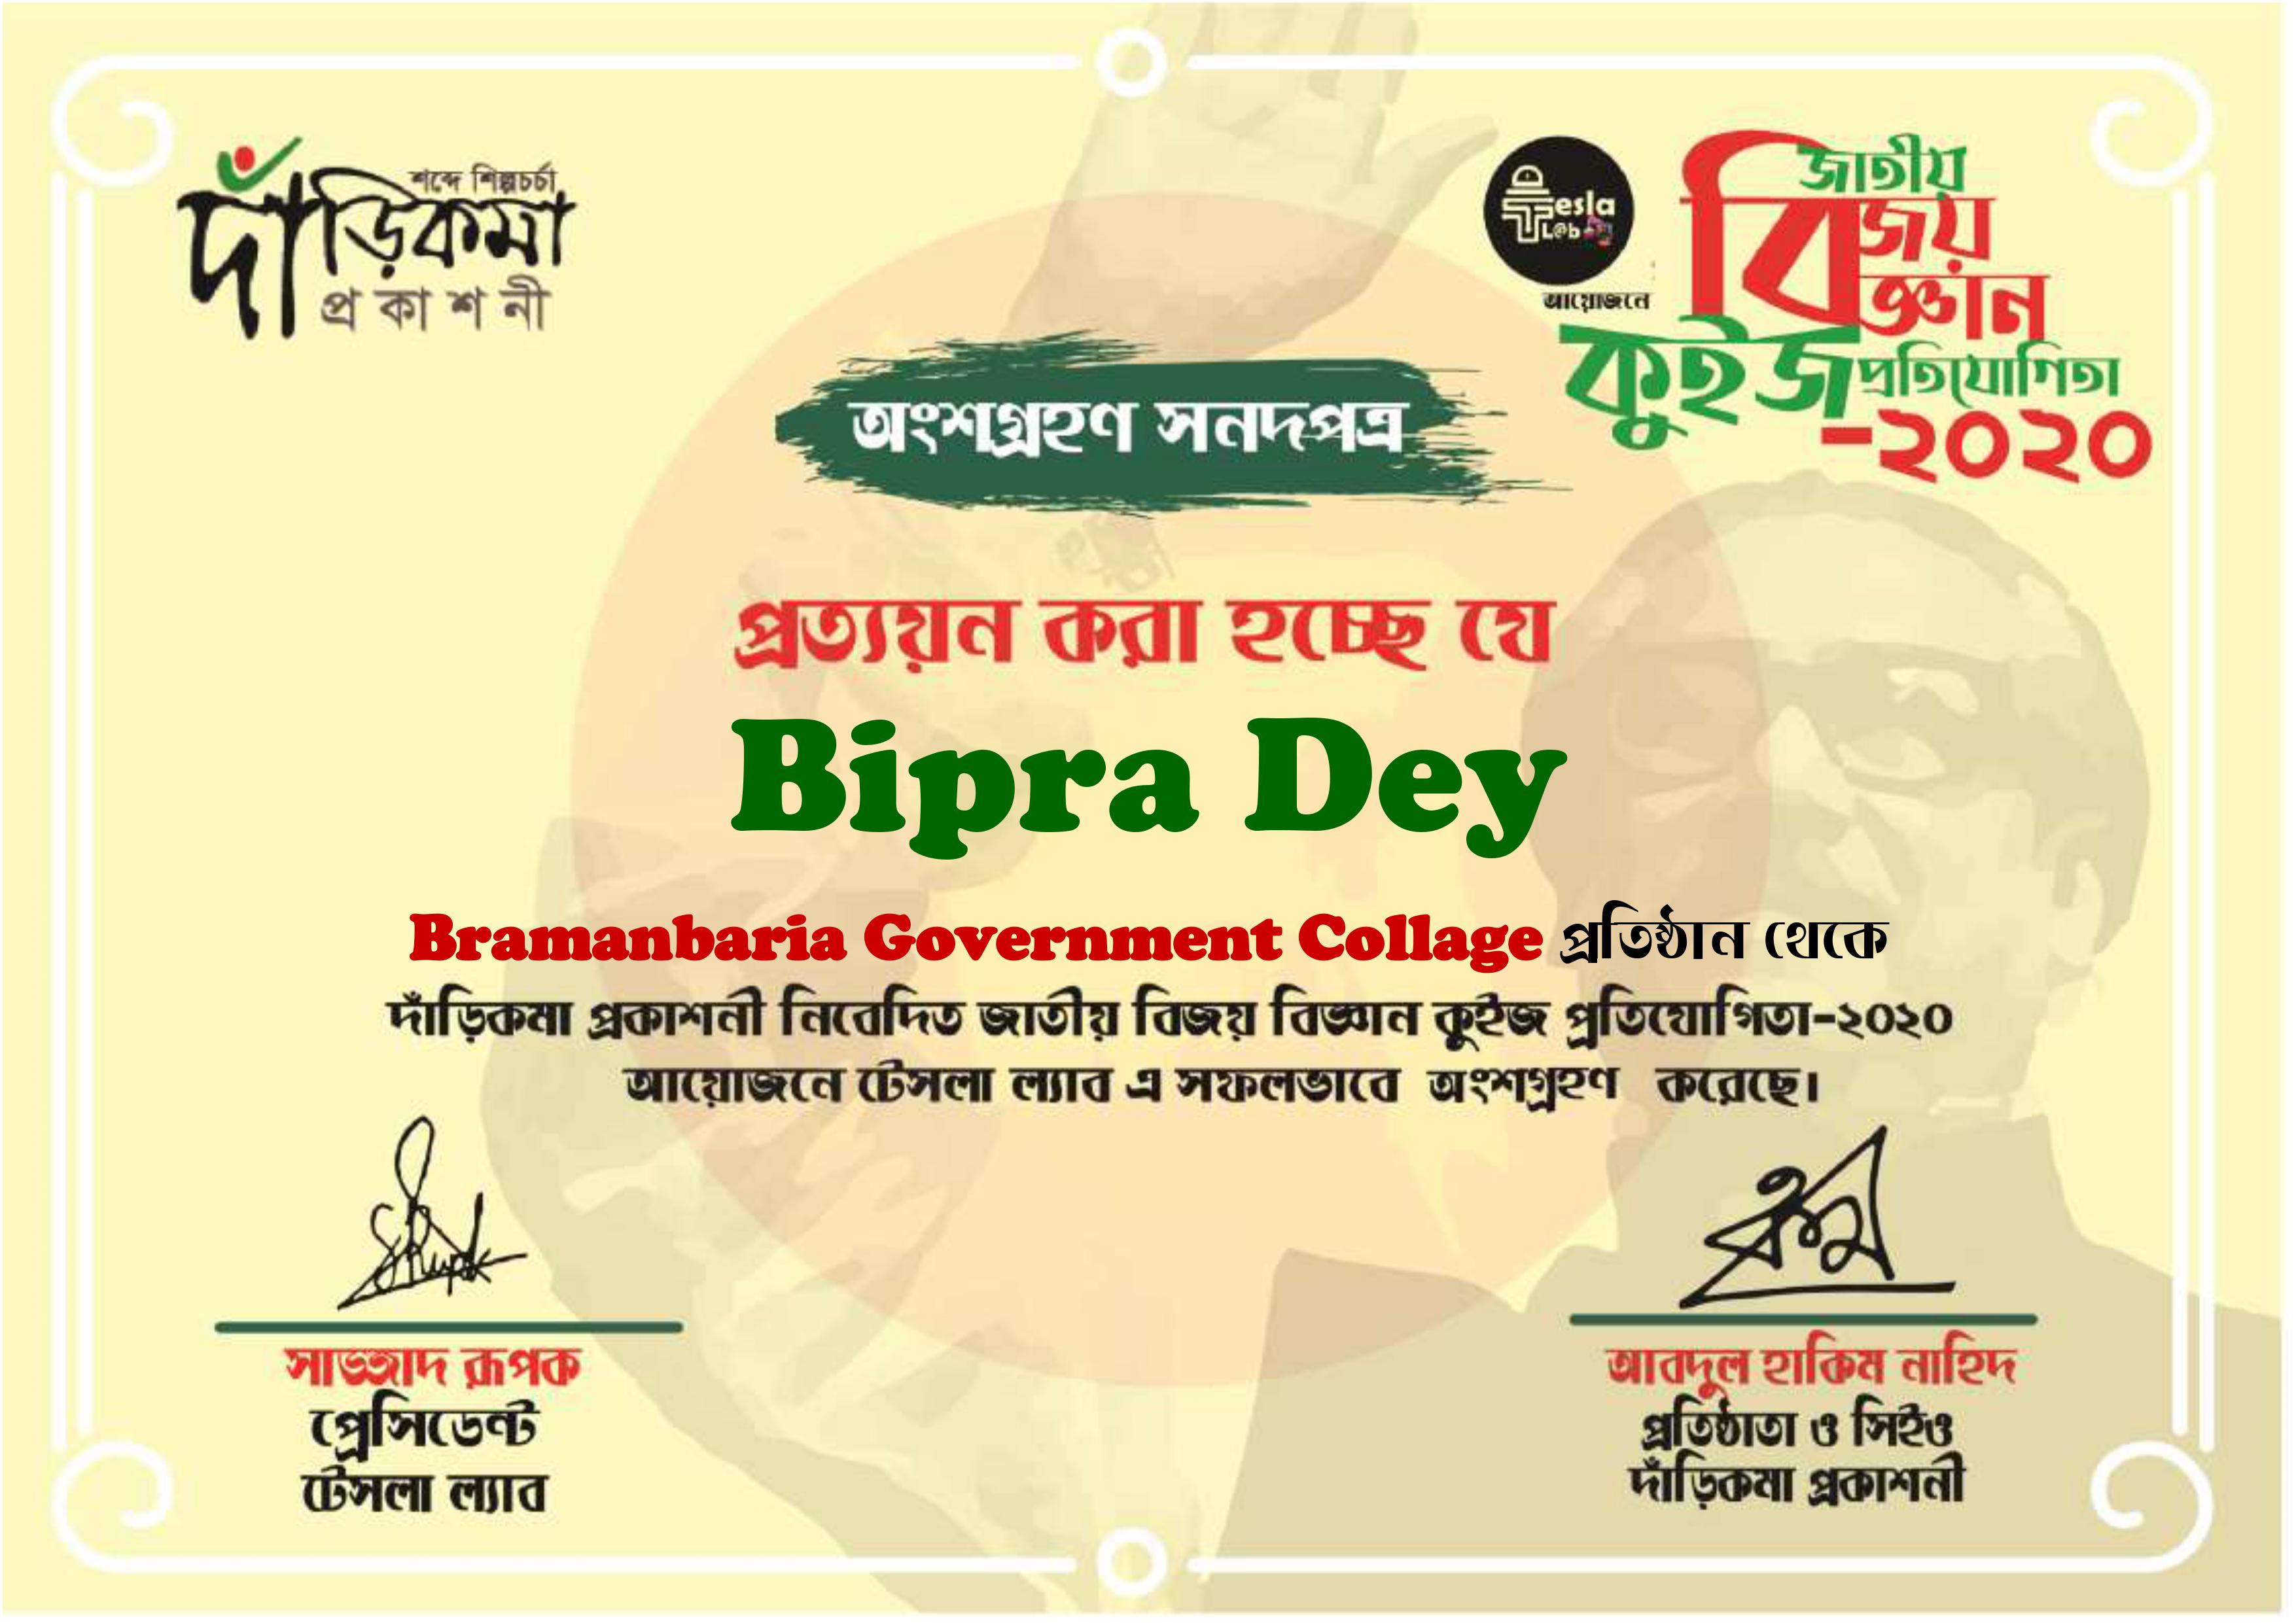 শব্দে শিল্পচর্চা
দাঁড়িকমা
প্রকাশনী
Tesla
L@b
আয়োজনে
জাতীয়
বিজয়
বিজ্ঞান
কুইজ প্রতিযোগিতা
-২০২০
অংশগ্রহণ সনদপত্র
প্রত্যয়ন করা হচ্ছে যে
Bipra Dey
Bramanbaria Government Collage প্রতিষ্ঠান থেকে
দাঁড়িকমা প্রকাশনী নিবেদিত জাতীয় বিজয় বিজ্ঞান কুইজ প্রতিযোগিতা-২০২০
আয়োজনে টেসলা ল্যাব এ সফলভাবে অংশগ্রহণ করেছে।
সাজ্জাদ রূপক
প্রেসিডেন্ট
টেসলা ল্যাব
আবদুল হাকিম নাহিদ
প্রতিষ্ঠাতা ও সিইও
দাঁড়িকমা প্রকাশনী